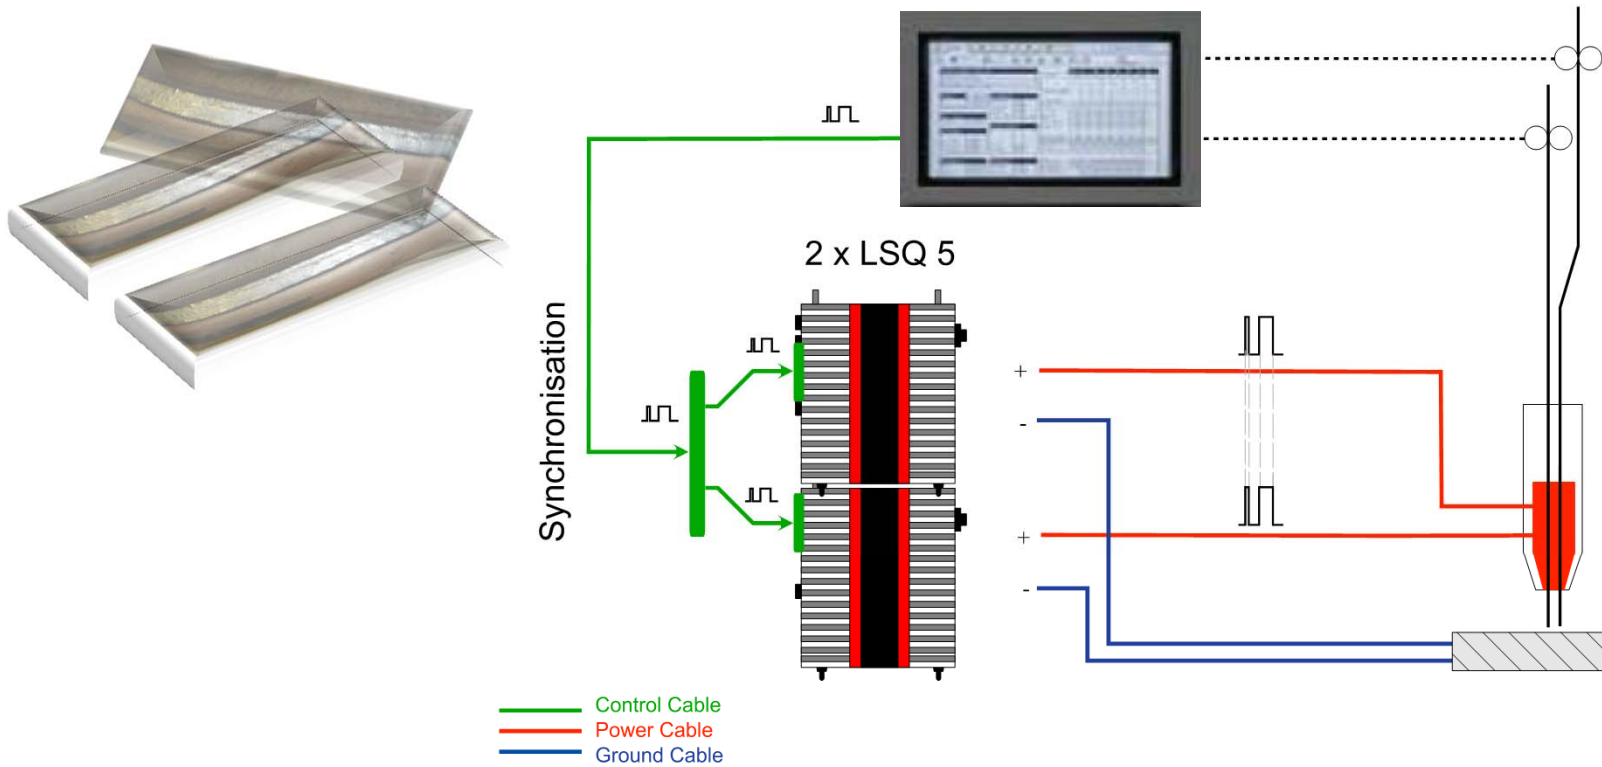 2 x LSQ 5
Synchronisation
+
-
+
-
Control Cable
Power Cable
Ground Cable